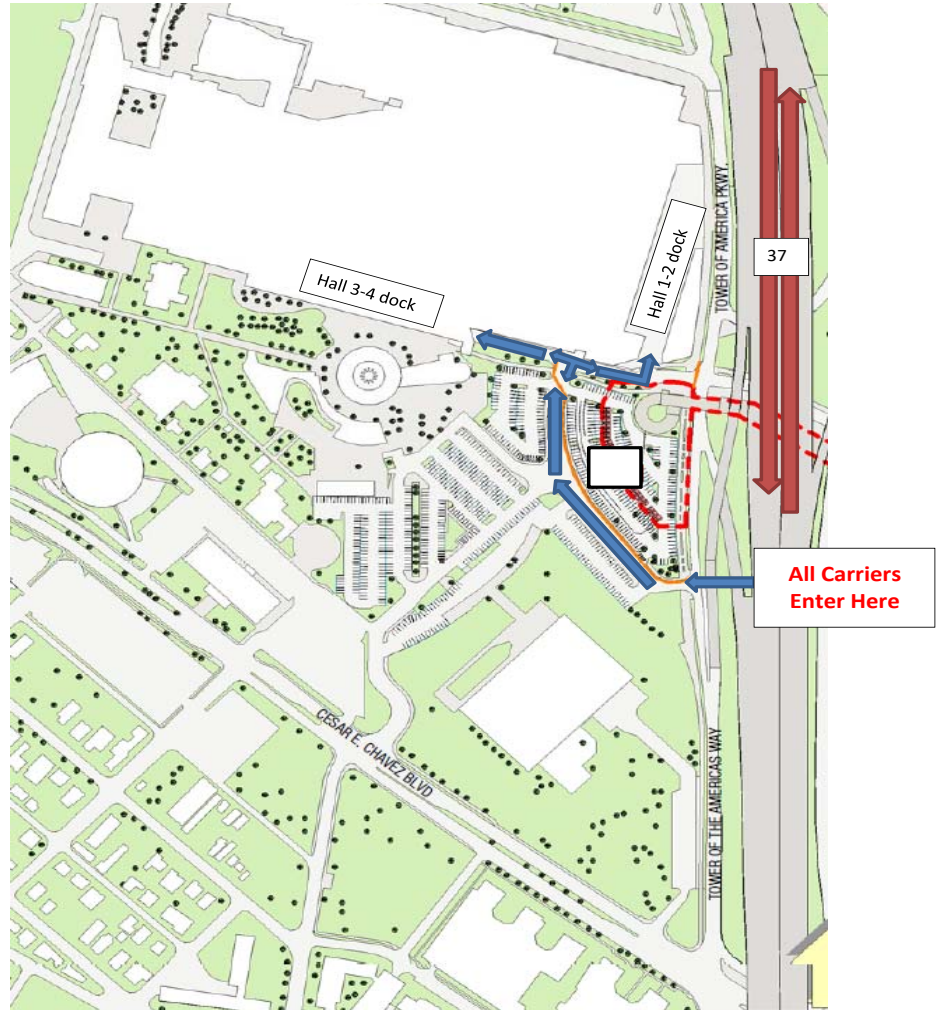 TOWER OF AMERICA PKWY.
37
Hall 1-2 dock
Hall 3-4 dock
All Carriers
Enter Here
CESAR E. CHAVEZ BLVD
TOWER OF THE AMERICAS WAY